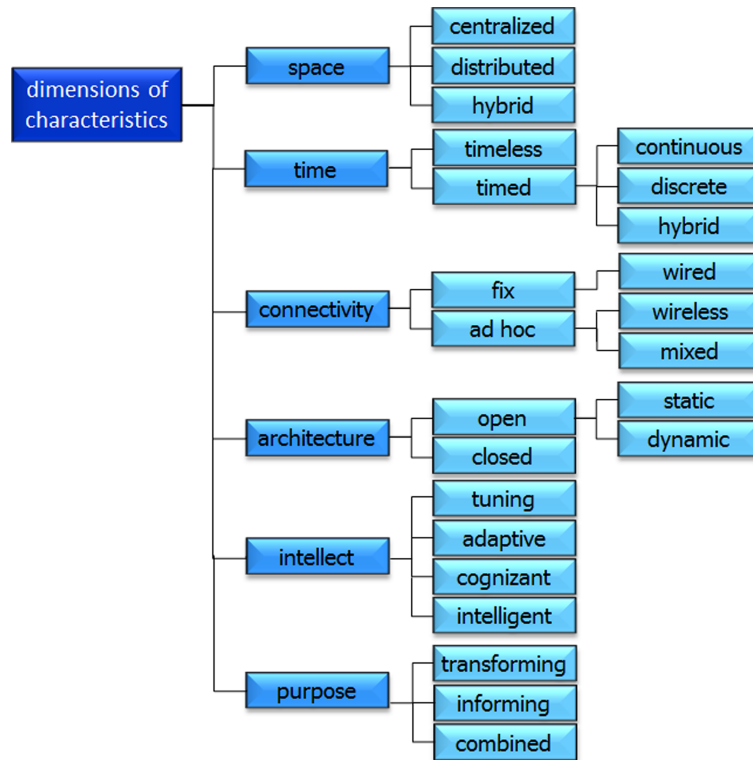 dimensions of
characteristics
space
centralized
distributed
hybrid
time
timeless
timed
continuous
discrete
hybrid
connectivity
fix
wired
ad hoc
wireless
mixed
architecture
open
static
dynamic
closed
intellect
tuning
adaptive
cognizant
intelligent
purpose
transforming
informing
combined